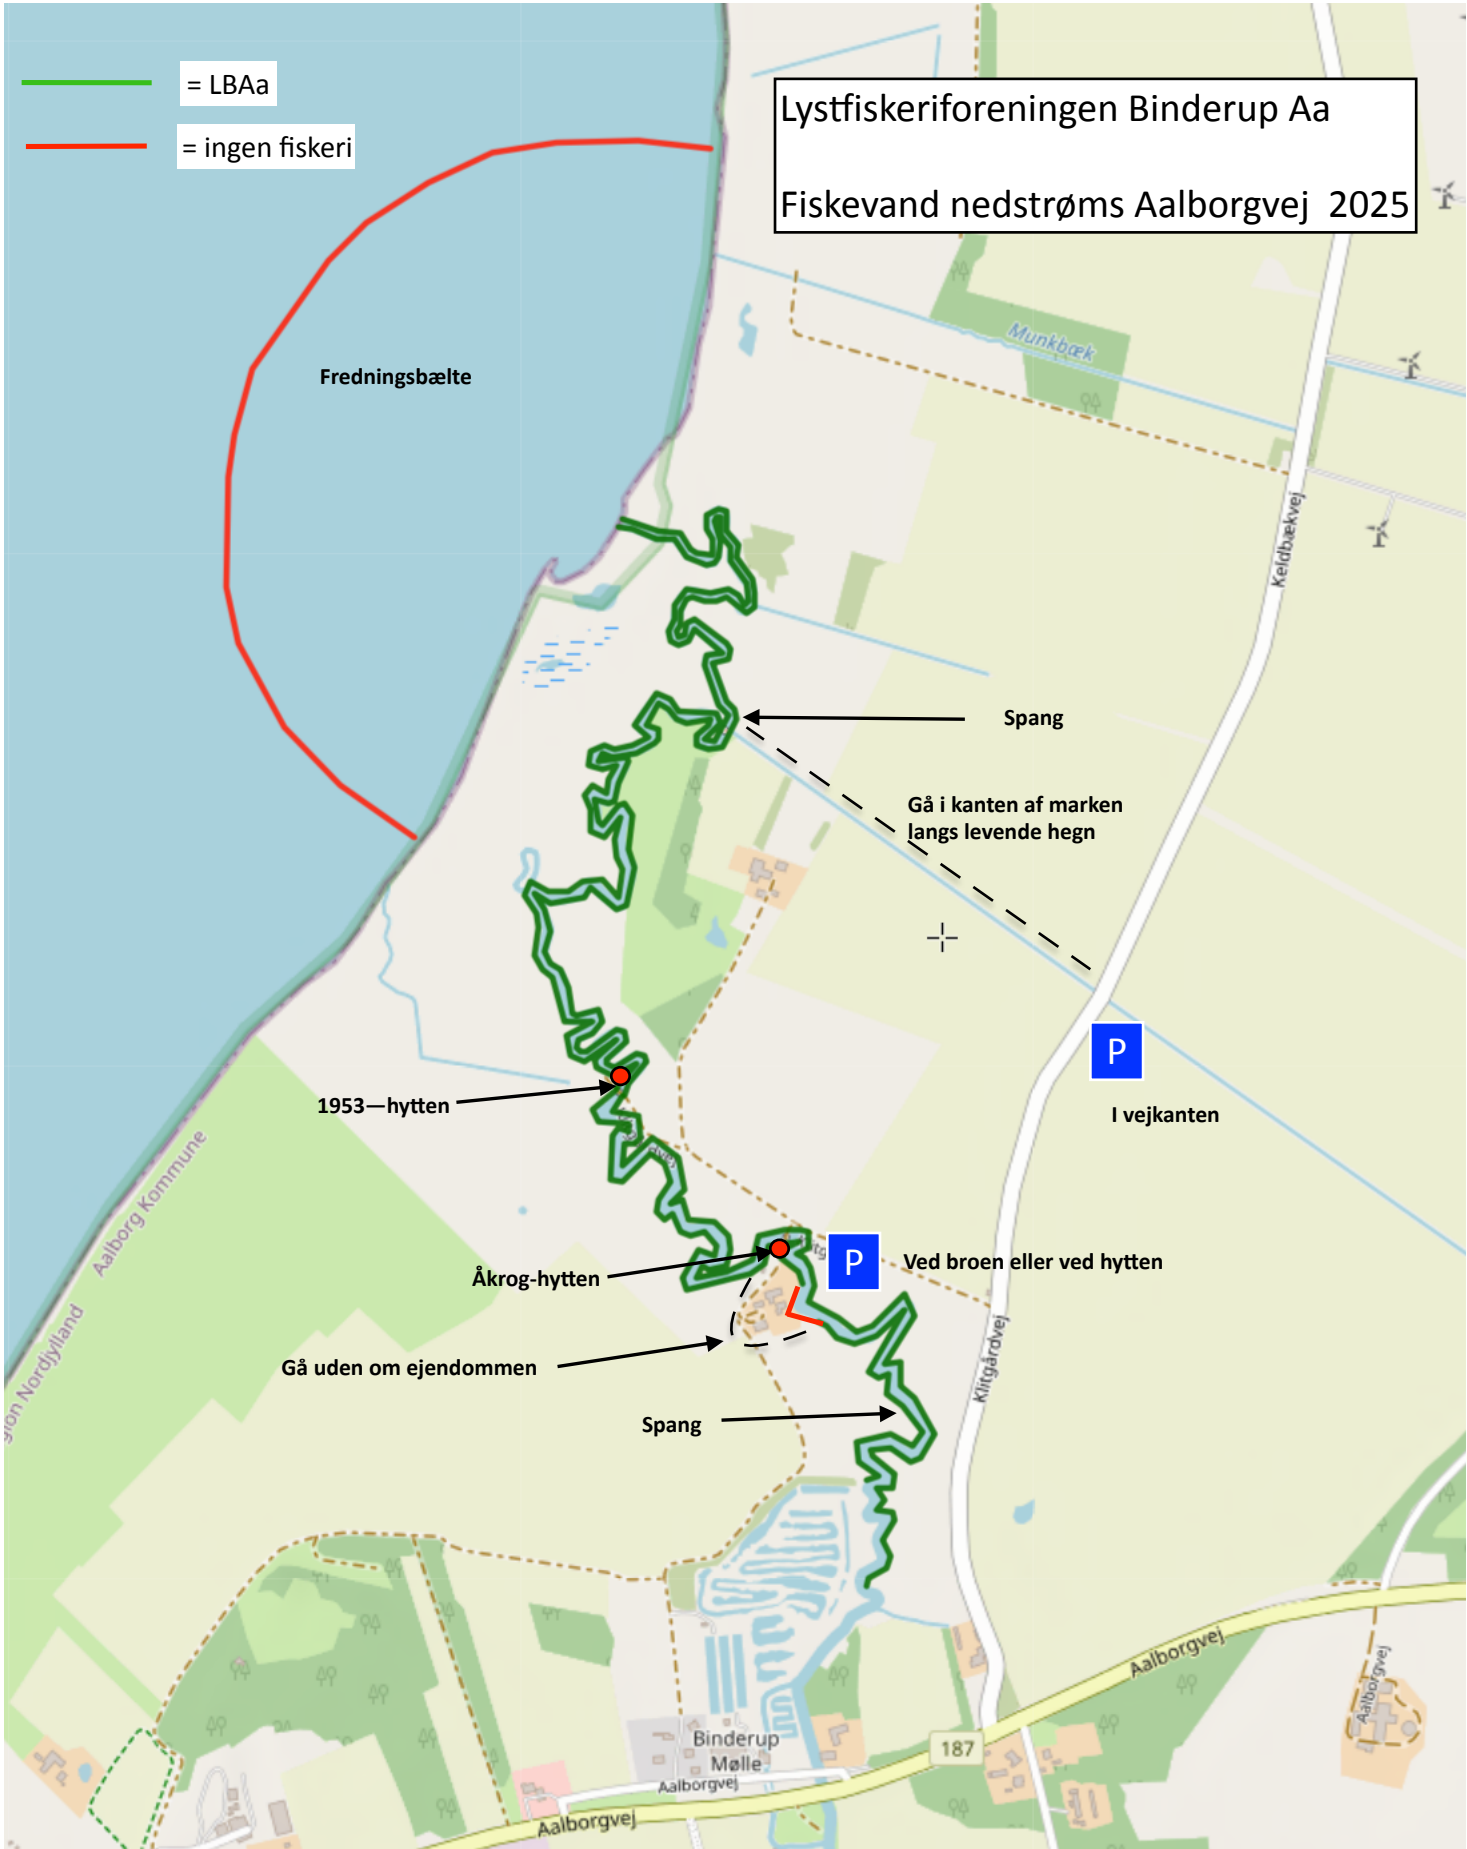 = LBAa
= ingen fiskeri
Lystfiskeriforeningen Binderup Aa
Fiskevand nedstrøms Aalborgvej 2025
Munkbæk
Fredningsbælte
Keldbækvej
Spang
Gå i kanten af marken
langs levende hegn
P
I vejkanten
1953—hytten
Aalborg Kommune
P
Ved broen eller ved hytten
Åkrog-hytten
gion Nordjylland
Gå uden om ejendommen
Klitgårdvej
Spang
Aalborgvej
Aalborgvej
Binderup
Mølle
187
Aalborgvej
Aalborgvej